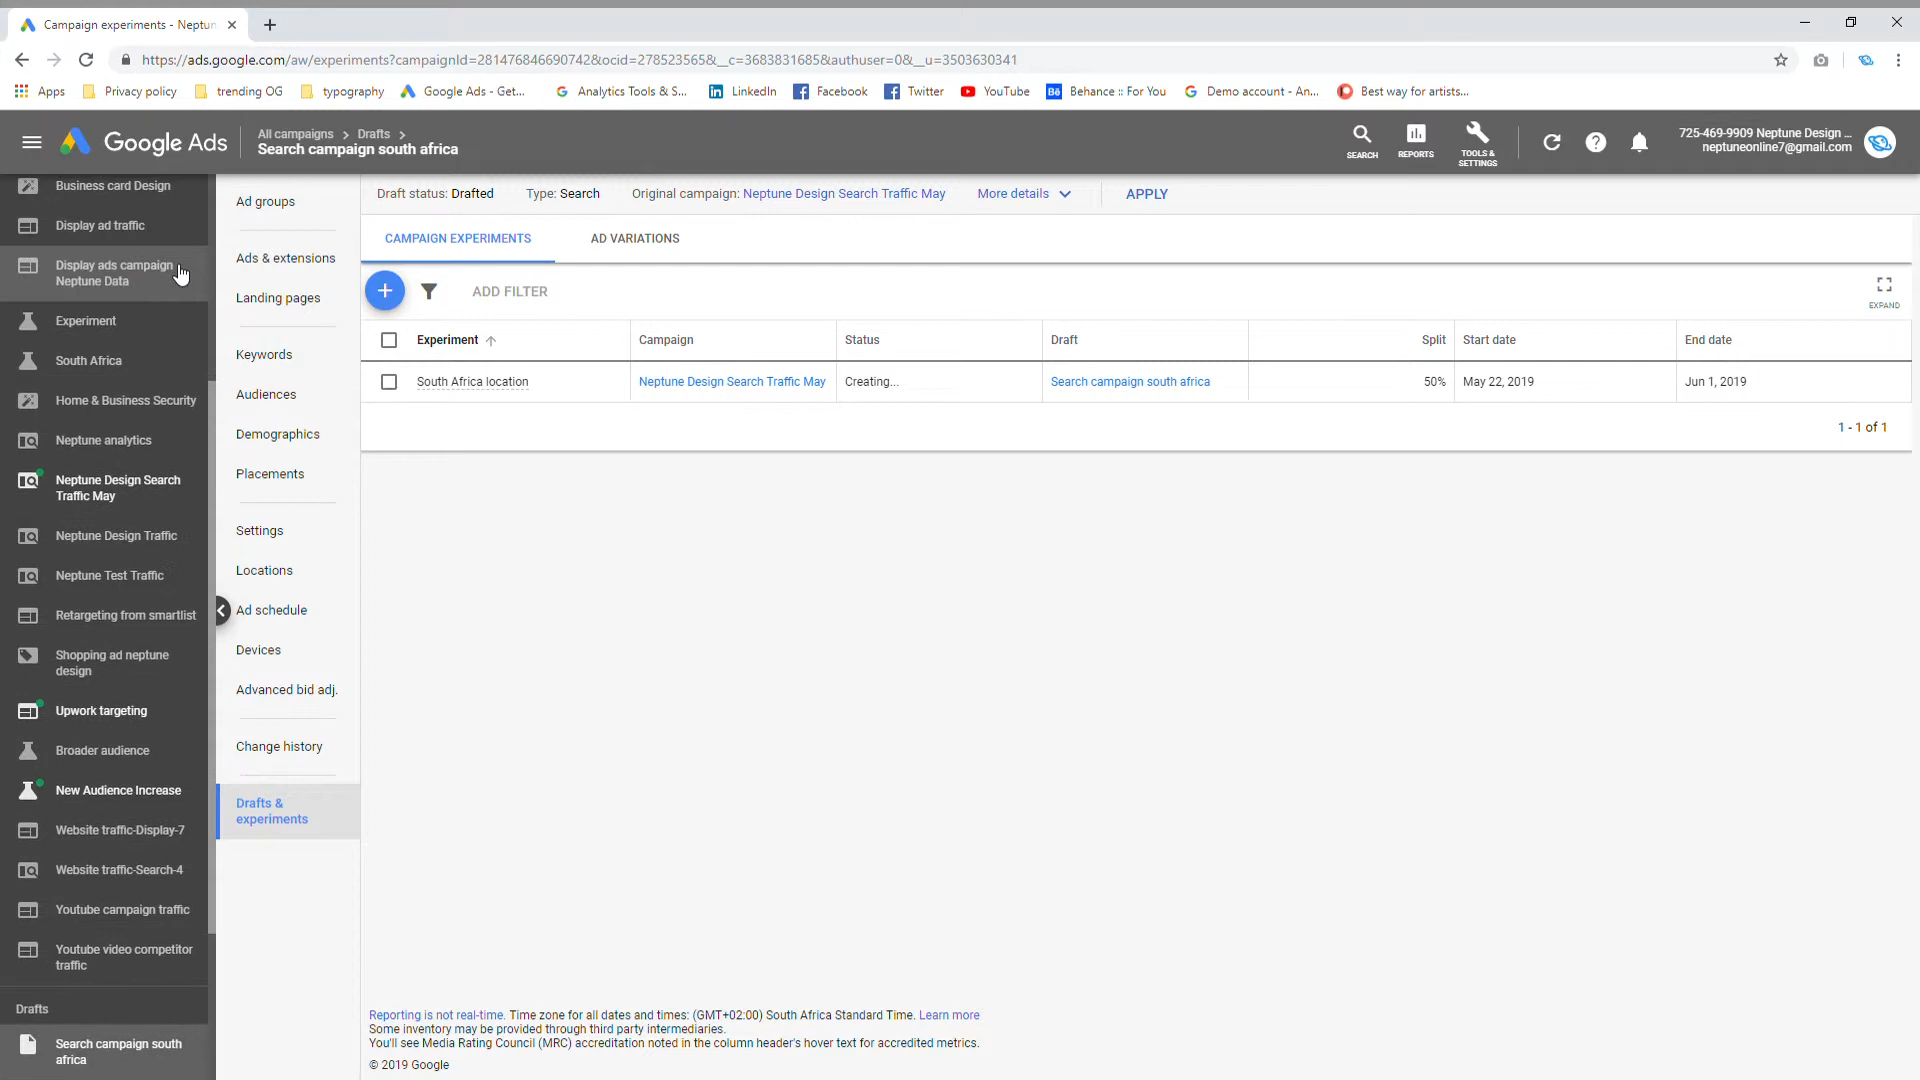 Campaign experiments - Neptun
https://ads.google.com/aw/experiments?campaignId=281476846690742&ocid=278523565&__c=3683831685&authuser=0&__u=3503630341
Apps
Privacy policy
trending OG
typography
Google Ads - Get...
Analytics Tools & S...
LinkedIn
Facebook
Twitter
YouTube
Bē
Behance :: For You
Demo account - An...
Best way for artists...
Google Ads
All campaigns > Drafts >
Search campaign south africa
SEARCH
REPORTS
TOOLS &
SETTINGS
725-469-9909 Neptune Design ...
neptuneonline7@gmail.com
Business card Design
Display ad traffic
Display ads campaign
Neptune Data
Experiment
South Africa
Home & Business Security
Neptune analytics
Neptune Design Search
Traffic May
Neptune Design Traffic
Neptune Test Traffic
Retargeting from smartlist
Shopping ad neptune
design
Upwork targeting
Broader audience
New Audience Increase
Website traffic-Display-7
Website traffic-Search-4
Youtube campaign traffic
Youtube video competitor
traffic
Drafts
Search campaign south
africa
Ad groups
Ads & extensions
Landing pages
Keywords
Audiences
Demographics
Placements
Settings
Locations
Ad schedule
Devices
Advanced bid adj.
Change history
Drafts &
experiments
Draft status: Drafted
Type: Search
Original campaign: Neptune Design Search Traffic May
More details
APPLY
CAMPAIGN EXPERIMENTS
AD VARIATIONS
ADD FILTER
EXPAND
Experiment
Campaign
Status
Draft
Split
Start date
End date
South Africa location
Neptune Design Search Traffic May
Creating...
Search campaign south africa
50%
May 22, 2019
Jun 1, 2019
1 - 1 of 1
Reporting is not real-time. Time zone for all dates and times: (GMT+02:00) South Africa Standard Time. Learn more
Some inventory may be provided through third party intermediaries.
You'll see Media Rating Council (MRC) accreditation noted in the column header's hover text for accredited metrics.
© 2019 Google